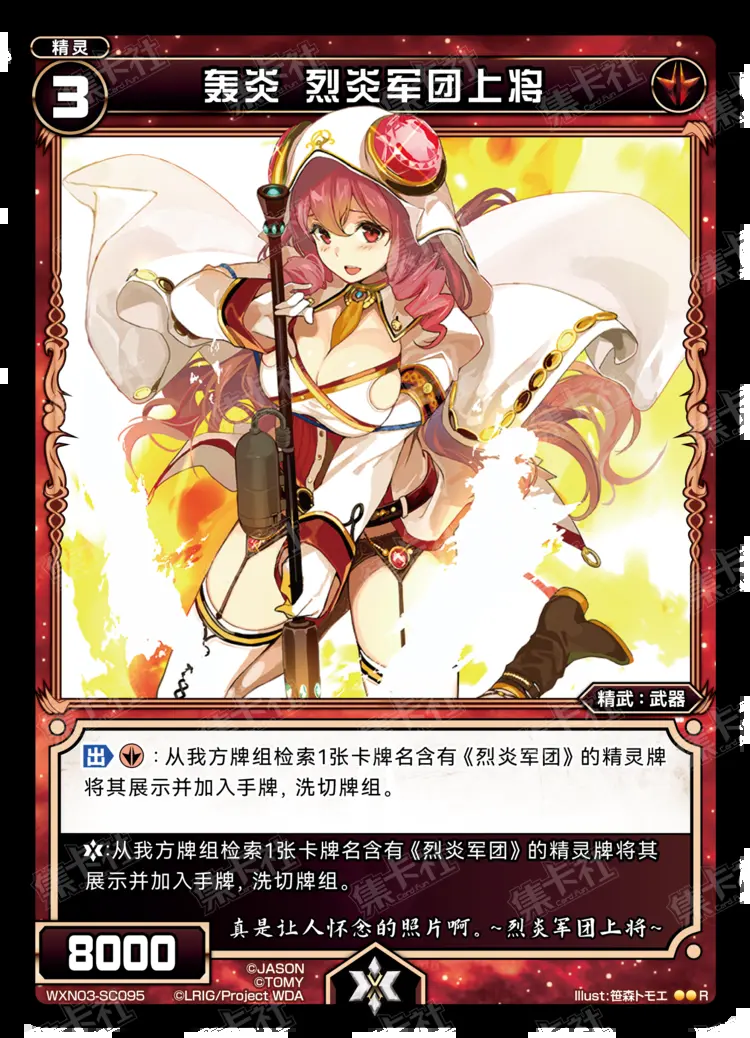 精灵
3
轰炎 烈炎军团上将
精武：武器
出 ：从我方牌组检索1张卡牌名含有《烈炎军团》的精灵牌
将其展示并加入手牌, 洗切牌组。
:从我方牌组检索1张卡牌名含有《烈炎军团》的精灵牌将其
展示并加入手牌, 洗切牌组。
真是让人怀念的照片啊。~烈炎军团上将~
8000
©JASON
©TOMY
WXN03-SC095 ©LRIG/Project WDA
Illust:笹森トモエ R
集卡社